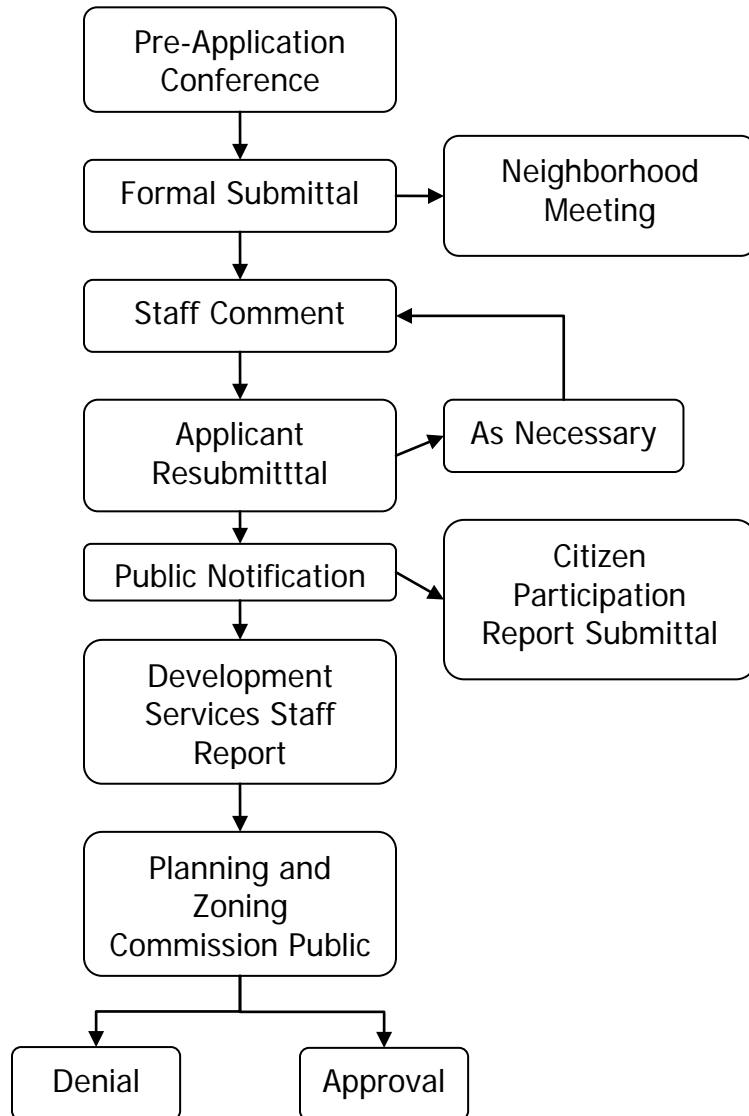 Pre-Application
Conference
Formal Submittal
Neighborhood
Meeting
Staff Comment
Applicant
Resubmitttal
As Necessary
Public Notification
Citizen
Participation
Report Submittal
Development
Services Staff
Report
Planning and
Zoning
Commission Public
Denial
Approval